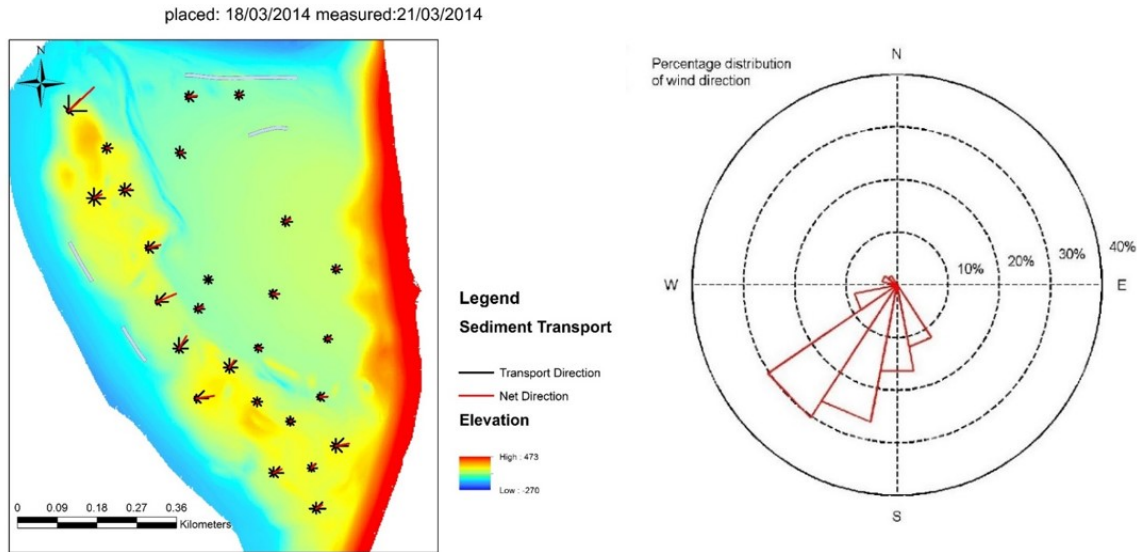 placed: 18/03/2014 measured:21/03/2014
N
0 0.09 0.18 0.27 0.36
Kilometers
Legend
Sediment Transport
Transport Direction
Net Direction
Elevation
High : 473
Low : -270
Percentage distribution
of wind direction
N
10% 20% 30% 40%
W E
S